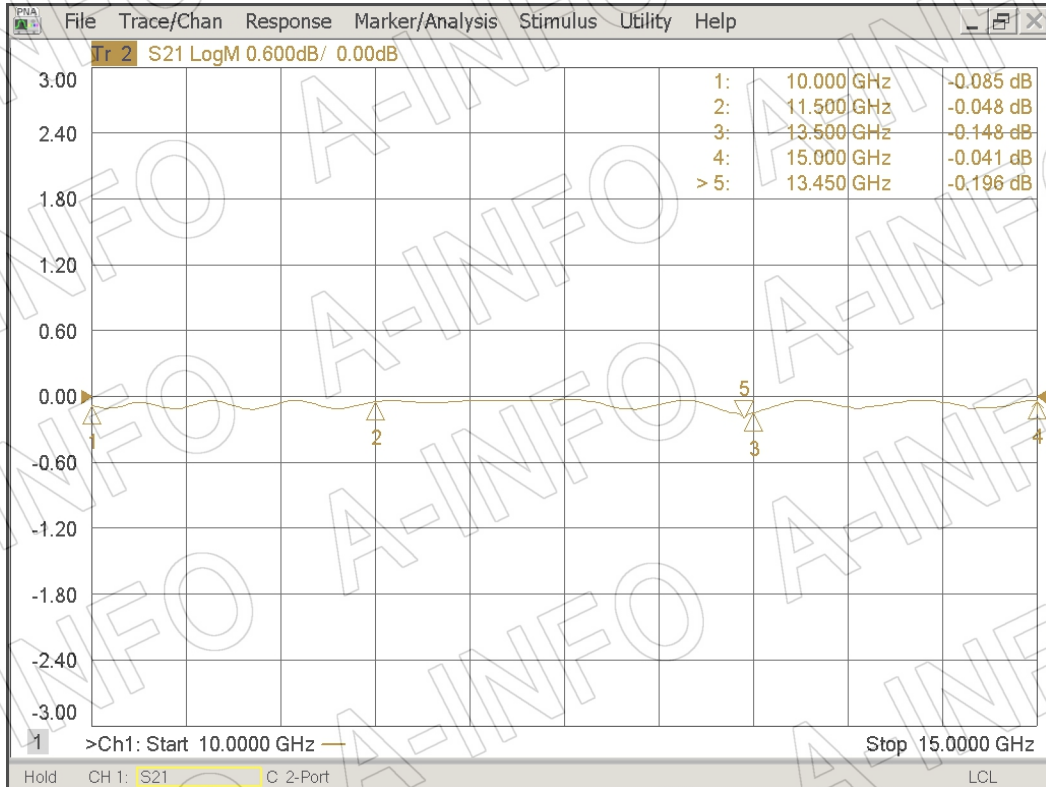 PNA
File Trace/Chan Response Marker/Analysis Stimulus Utility Help
Tr 2 S21 LogM 0.600dB/ 0.00dB
1: 10.000 GHz -0.085 dB
2: 11.500 GHz -0.048 dB
3: 13.500 GHz -0.148 dB
4: 15.000 GHz -0.041 dB
> 5: 13.450 GHz -0.196 dB
3.00
2.40
1.80
1.20
0.60
0.00
-0.60
-1.20
-1.80
-2.40
-3.00
1
2
5
3
4
1 >Ch1: Start 10.0000 GHz Stop 15.0000 GHz
Hold CH 1: S21 C 2-Port LCL
A-INFO
A-INFO
A-INFO
A-INFO
A-INFO
A-INFO
A-INFO